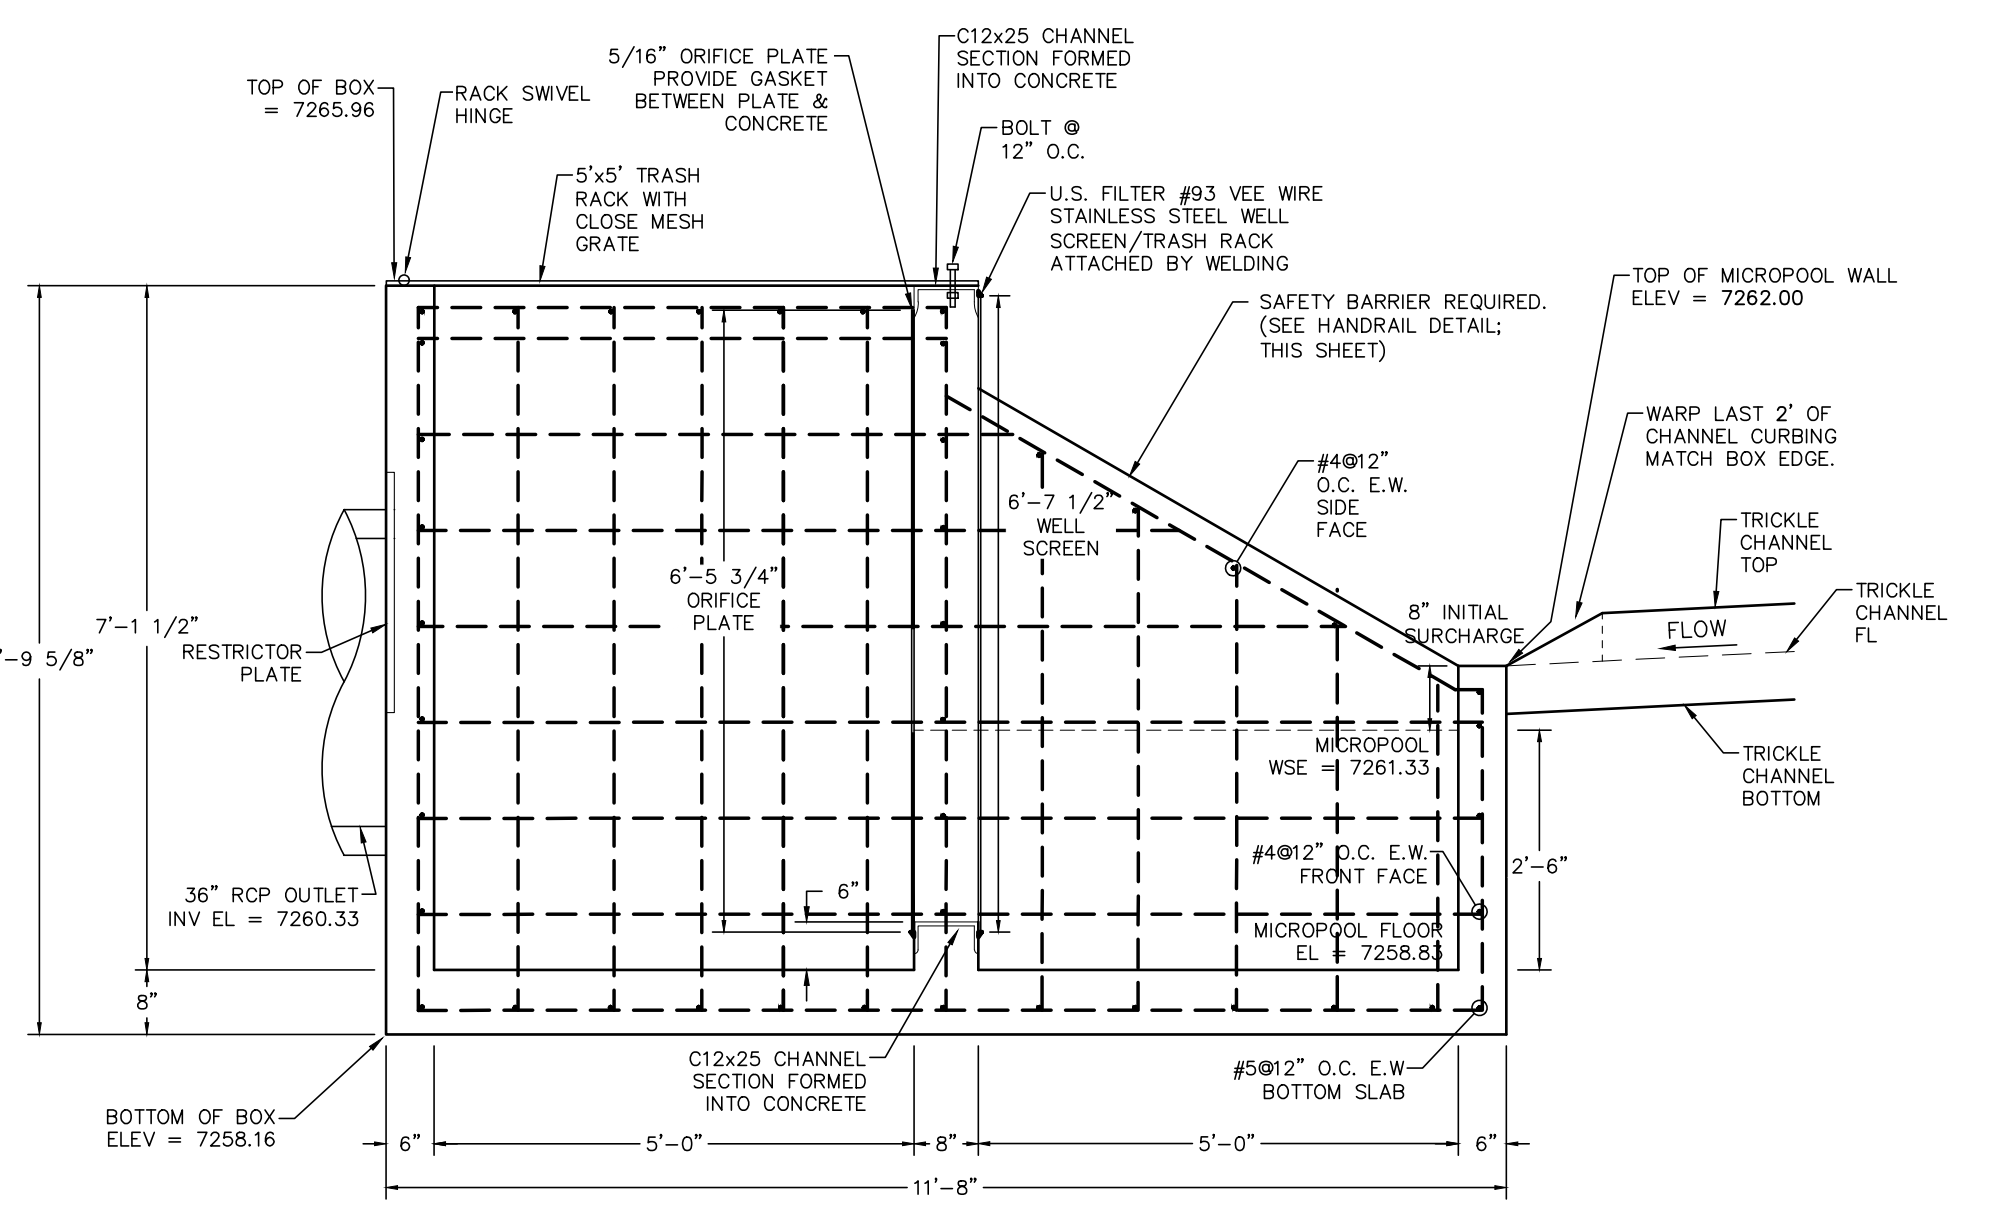 C12x25 CHANNEL
SECTION FORMED
INTO CONCRETE
5/16" ORIFICE PLATE
PROVIDE GASKET
BETWEEN PLATE &
CONCRETE
TOP OF BOX
= 7265.96
RACK SWIVEL
HINGE
BOLT @
12" O.C.
5'x5' TRASH
RACK WITH
CLOSE MESH
GRATE
U.S. FILTER #93 VEE WIRE
STAINLESS STEEL WELL
SCREEN/TRASH RACK
ATTACHED BY WELDING
TOP OF MICROPOOL WALL
ELEV = 7262.00
SAFETY BARRIER REQUIRED.
(SEE HANDRAIL DETAIL;
THIS SHEET)
WARP LAST 2' OF
CHANNEL CURBING
MATCH BOX EDGE.
#4@12"
O.C. E.W.
SIDE
FACE
6'-7 1/2"
WELL
SCREEN
TRICKLE
CHANNEL
TOP
6'-5 3/4"
ORIFICE
PLATE
TRICKLE
CHANNEL
FL
8" INITIAL
SURCHARGE
FLOW
7'-1 1/2"
'-9 5/8"
RESTRICTOR
PLATE
MICROPOOL
WSE = 7261.33
TRICKLE
CHANNEL
BOTTOM
#4@12" O.C. E.W.
FRONT FACE
2'-6"
36" RCP OUTLET
INV EL = 7260.33
6"
MICROPOOL FLOOR
EL = 7258.83
8"
C12x25 CHANNEL
SECTION FORMED
INTO CONCRETE
#5@12" O.C. E.W
BOTTOM SLAB
BOTTOM OF BOX
ELEV = 7258.16
6"
5'-0"
8"
5'-0"
6"
11'-8"